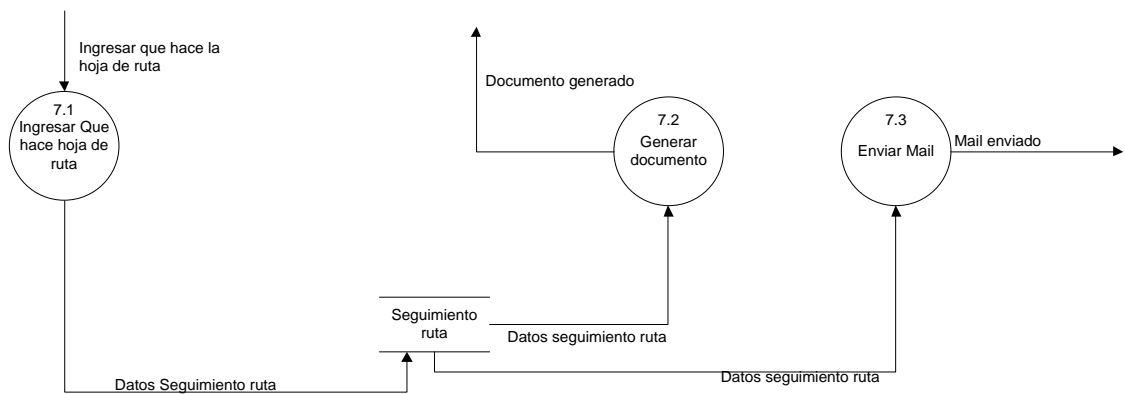 Ingresar que hace la
hoja de ruta
7.1
Ingresar Que
hace hoja de
ruta
Documento generado
7.2
Generar
documento
7.3
Enviar Mail
Mail enviado
Seguimiento
ruta
Datos seguimiento ruta
Datos seguimiento ruta
Datos Seguimiento ruta